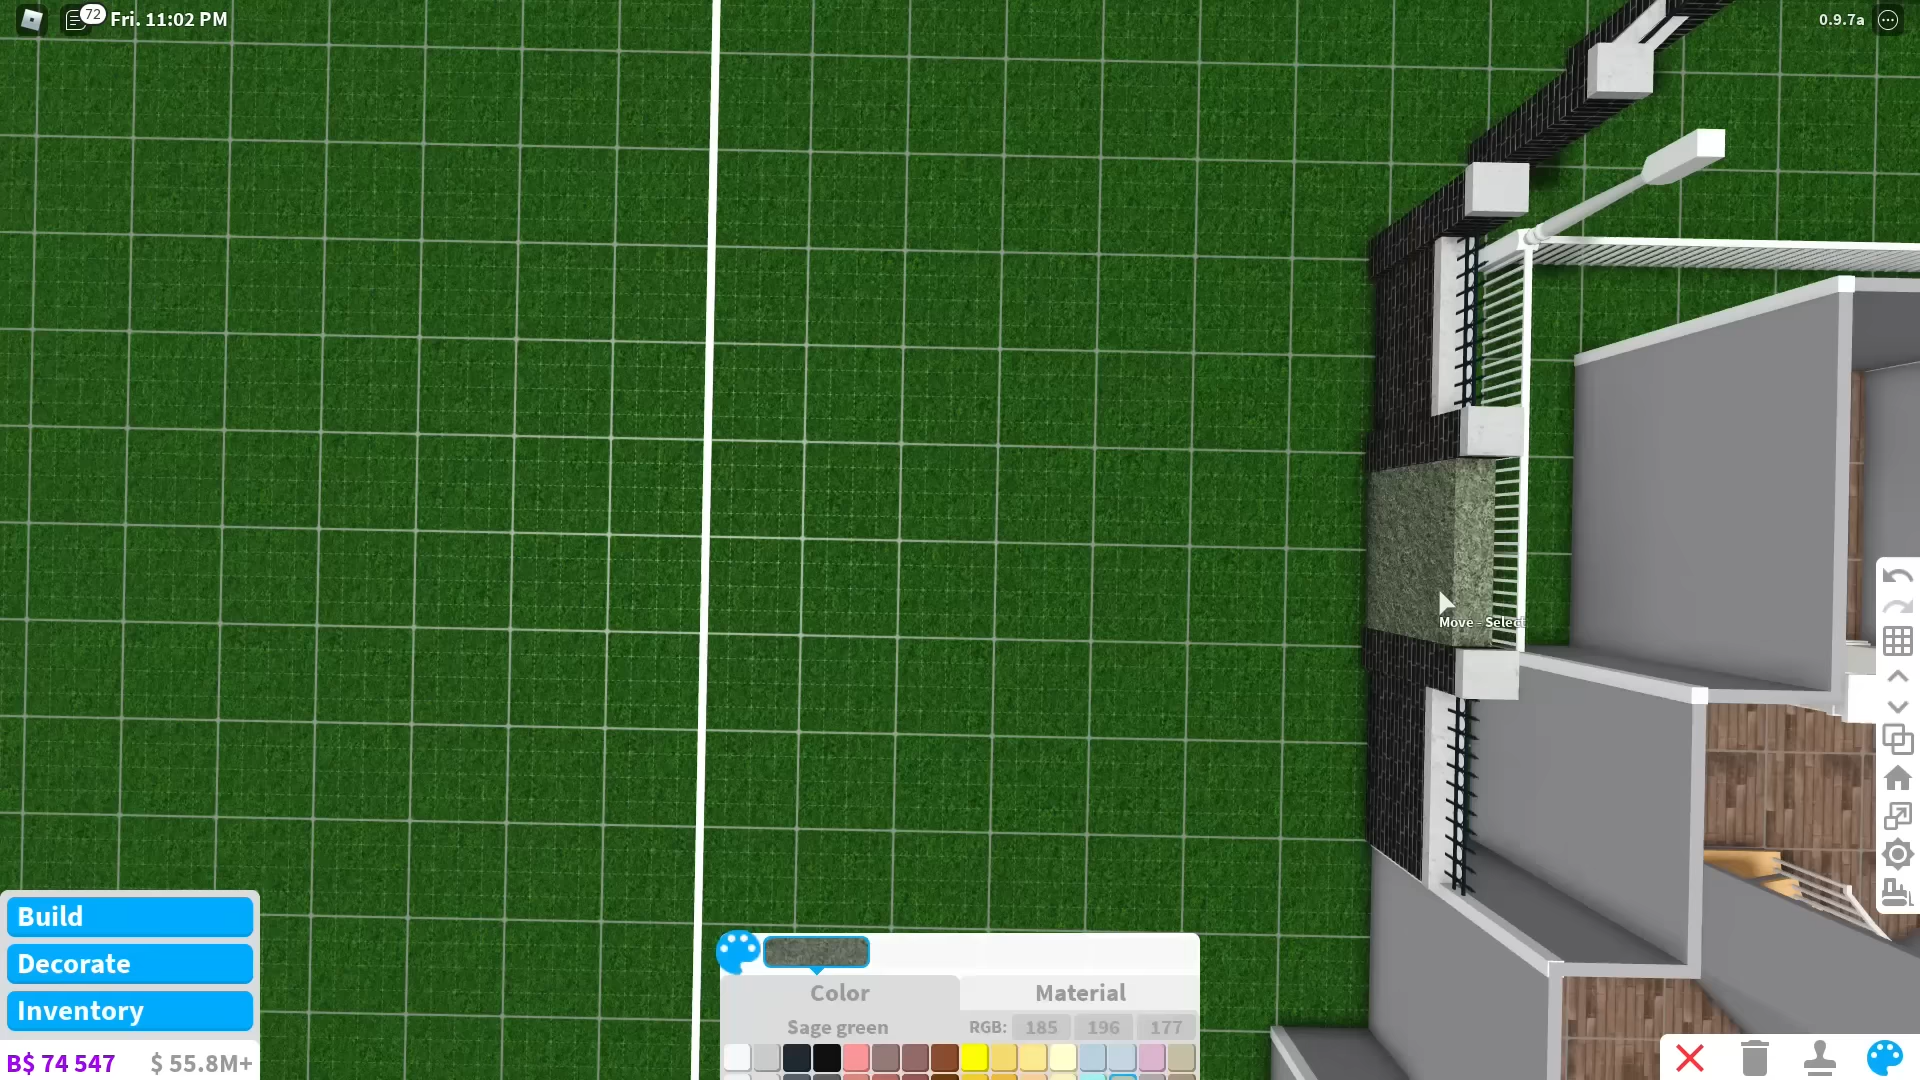 72
Fri. 11:02 PM
0.9.7a
Move - Select
Build
Decorate
Inventory
B$ 74 547
$ 55.8M+
Color
Material
Sage green
RGB: 185 196 177